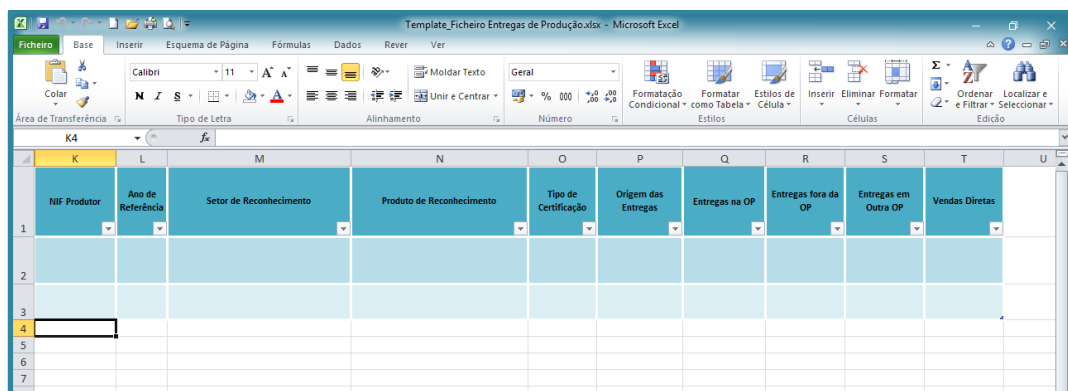 Template_Ficheiro Entregas de Produção.xlsx - Microsoft Excel
Ficheiro Base Inserir Esquema de Página Fórmulas Dados Rever Ver
Colar
Calibri 11 A A
N I S A
Moldar Texto
Unir e Centrar
Geral
% 000 ,00 ,0
Formatação Condicional
Formatar como Tabela
Estilos de Célula
Inserir Eliminar Formatar
Σ
Ordenar e Filtrar
Localizar e Seleccionar
Área de Transferência Tipo de Letra Alinhamento Número Estilos Células Edição
K4 fx
K L M N O P Q R S T U
1 NIF Produtor
Ano de Referência
Setor de Reconhecimento
Produto de Reconhecimento
Tipo de Certificação
Origem das Entregas
Entregas na OP
Entregas fora da OP
Entregas em Outra OP
Vendas Diretas
2
3
4
5
6
7